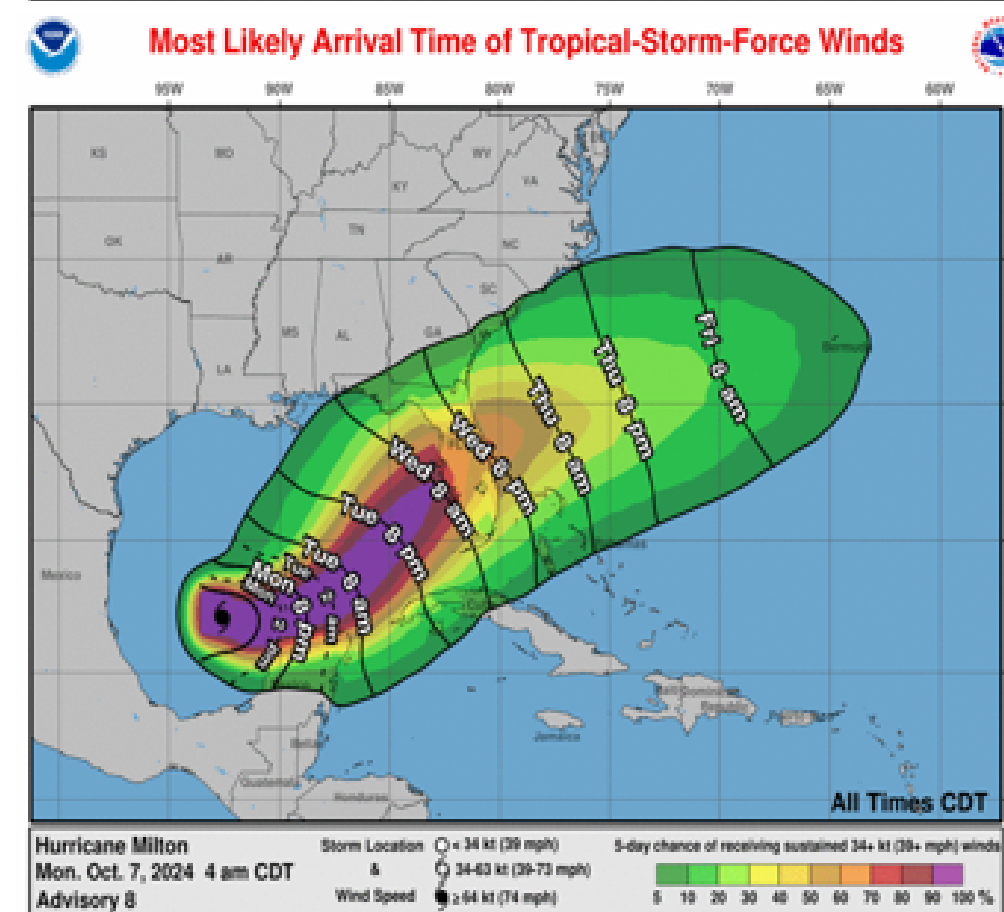 Most Likely Arrival Time of Tropical-Storm-Force Winds
95W 90W 85W 80W 75W 70W 65W 60W
KS MO WV
KY VA
OK TN NC
AR
SC
MS AL GA
LA
Bermuda
Fri 8 am
Thu 8 pm
Thu 8 am
Wed 8 pm
Wed 8 am
Tue 8 pm
Tue 8 am
Mon 8 pm
Mexico
Jamaica
Republic
Guatemala
Honduras
All Times CDT
Hurricane Milton
Mon. Oct. 7, 2024 4 am CDT
Advisory 8
Storm Location
&
Wind Speed
< 34 kt (39 mph)
34-63 kt (39-73 mph)
≥ 64 kt (74 mph)
5-day chance of receiving sustained 34+ kt (39+ mph) winds
5 10 20 30 40 50 60 70 80 90 100 %